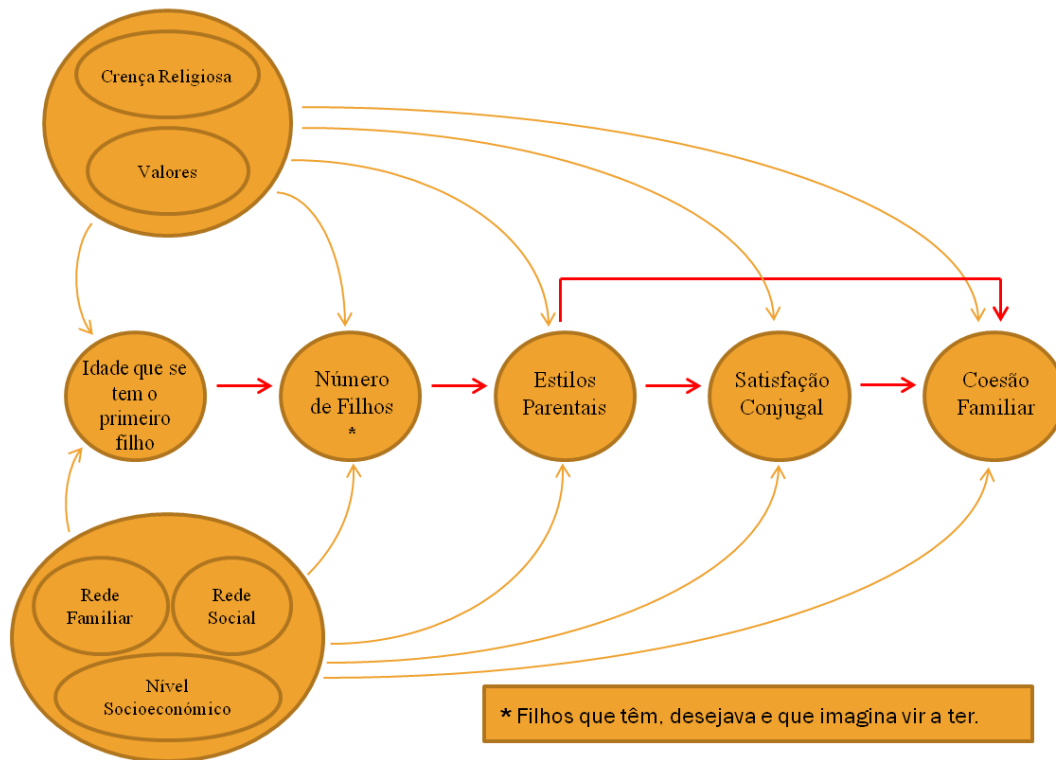 Crença Religiosa
Valores
Idade que se
tem o
primeiro
filho
Número
de Filhos
*
Estilos
Parentais
Satisfação
Conjugal
Coesão
Familiar
Rede
Familiar
Rede
Social
Nível
Socioeconómico
* Filhos que têm, desejava e que imagina vir a ter.